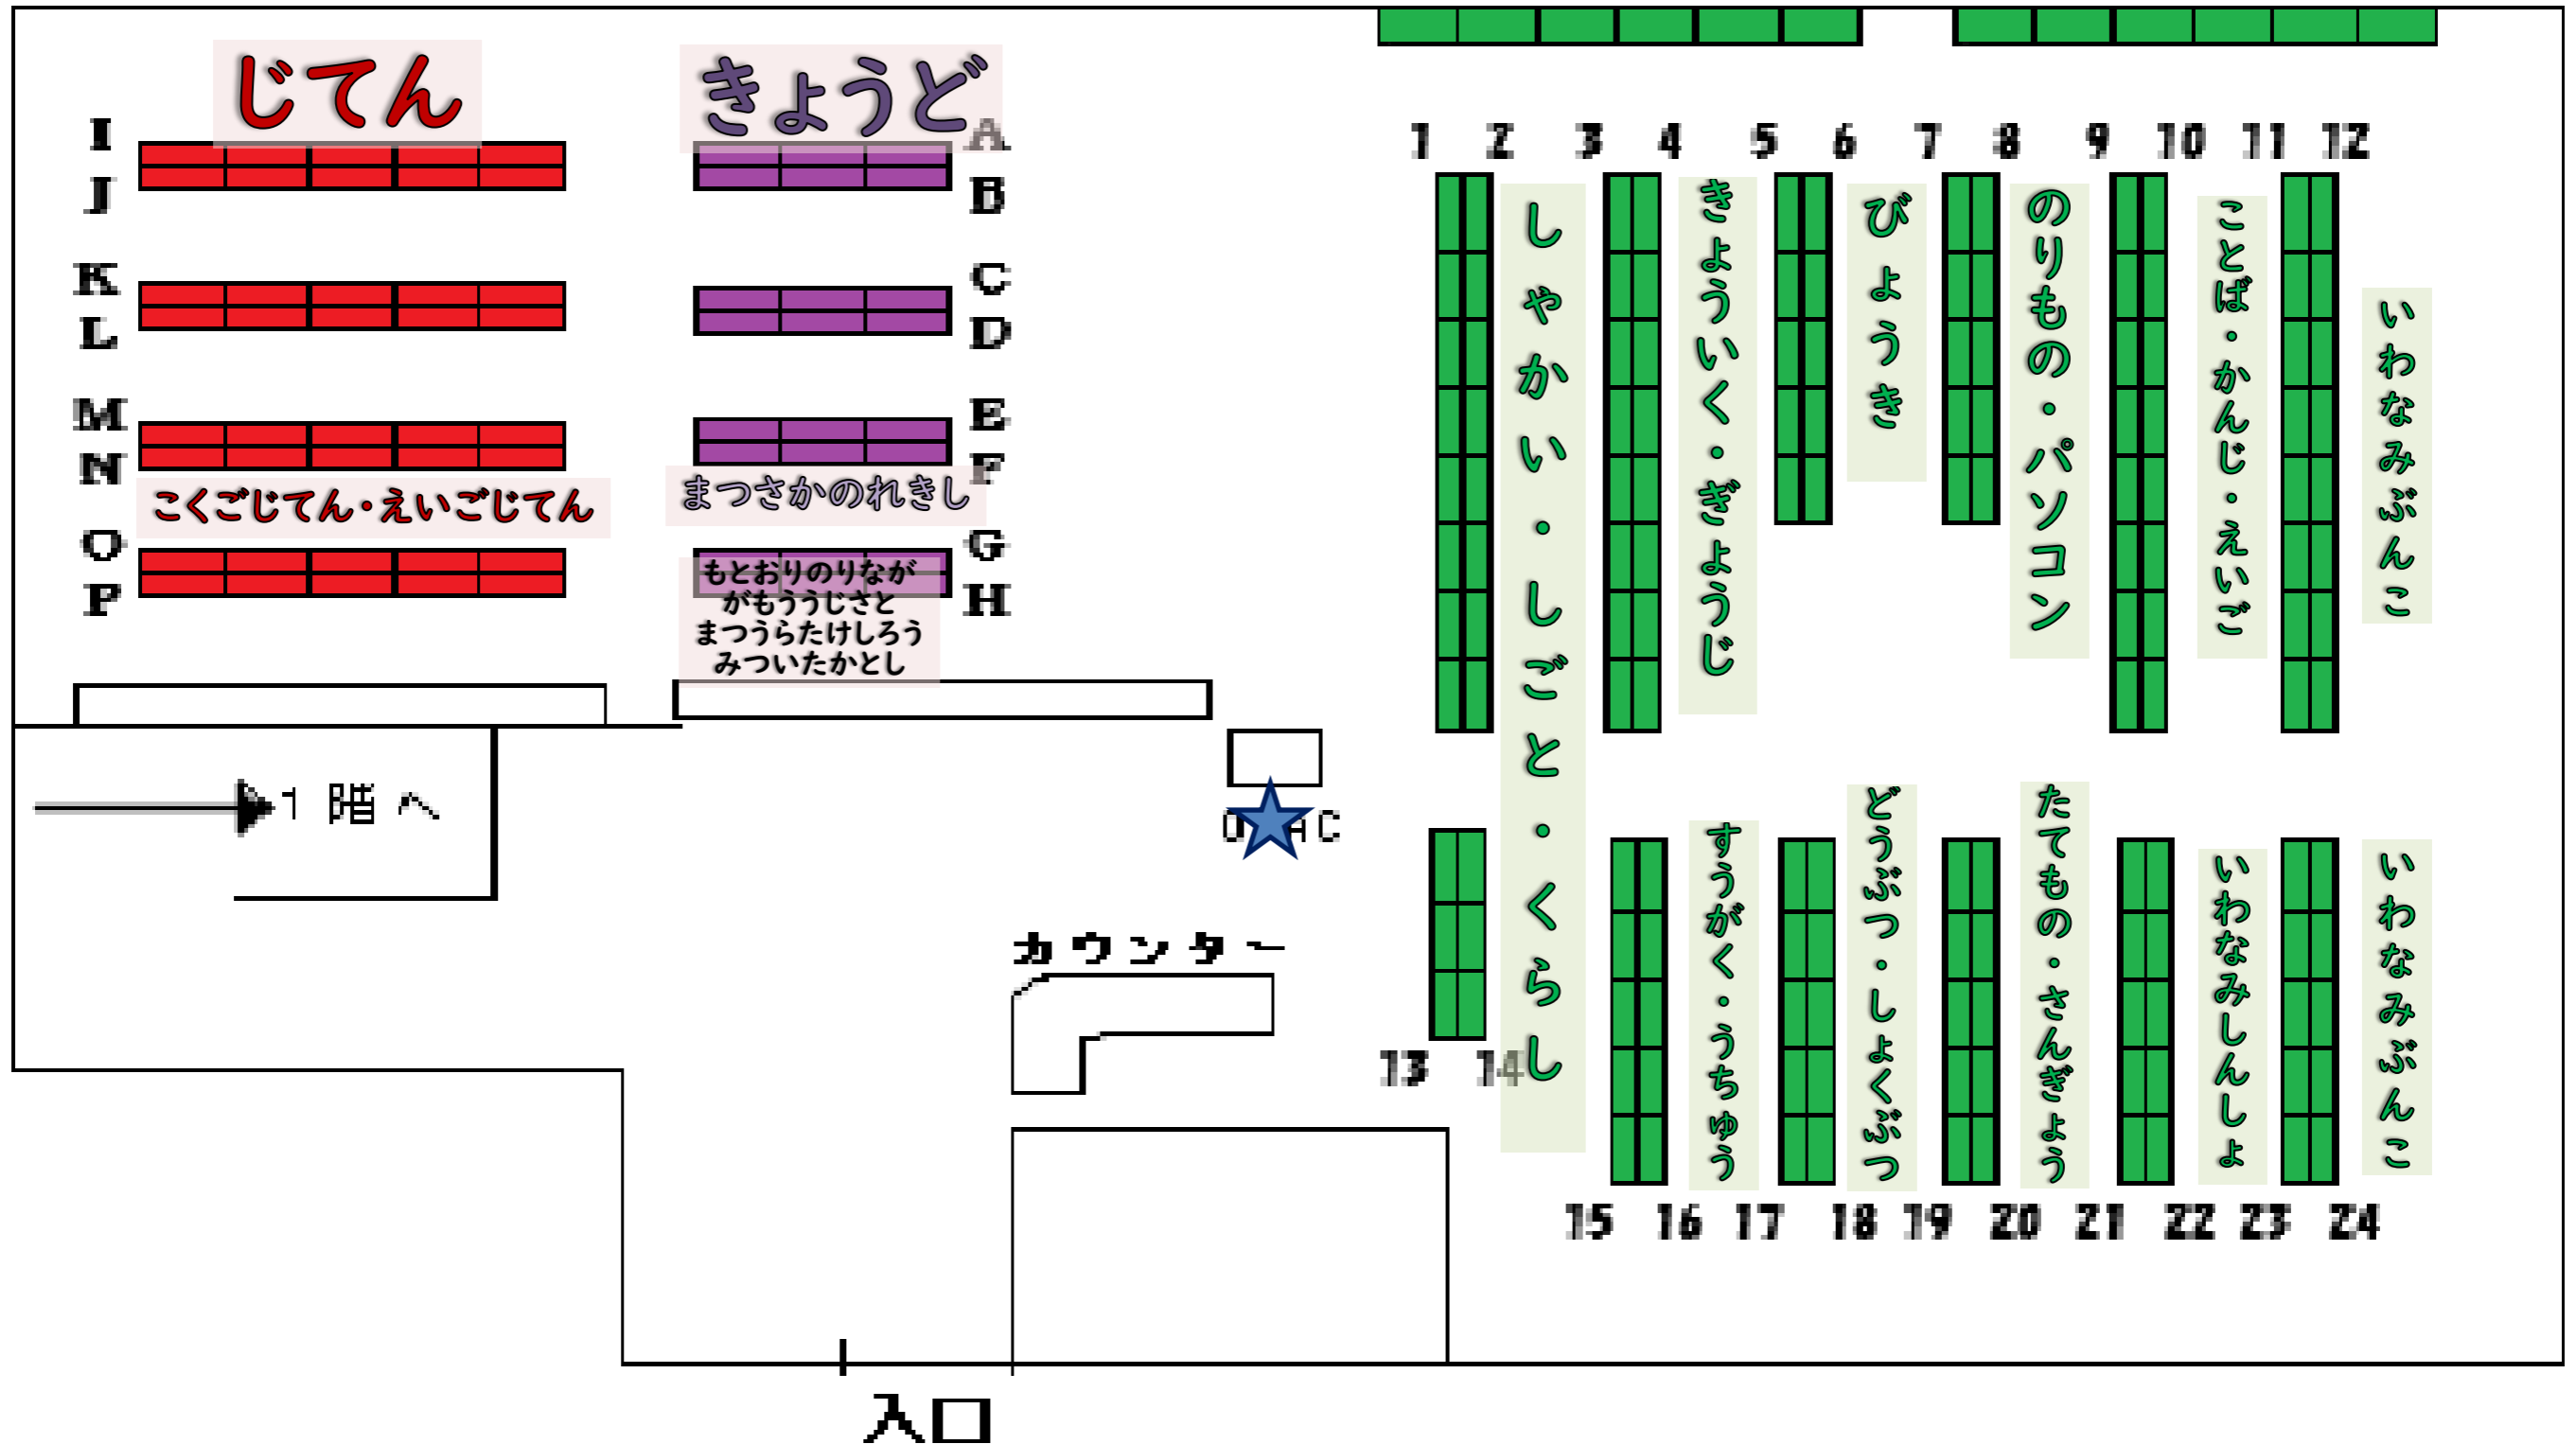 じてん
きょうど
I
J
K
L
M
N
O
P
A
B
C
D
E
F
G
H
こくごじてん・えいごじてん
まつさかのれきし
もとおりのりなが
がもううじさと
まつうらたけしろう
みついたかとし
1階へ
カウンター
入口
1 2 3 4 5 6 7 8 9 10 11 12
しゃかい・しごと・くらし
きょういく・ぎょうじ
びょうき
のりもの・パソコン
ことば・かんじ・えいご
いわなみぶんこ
すうがく・うちゅう
どうぶつ・しょくぶつ
たてもの・さんぎょう
いわなみしんしょ
いわなみぶんこ
13 14
15 16 17 18 19 20 21 22 23 24